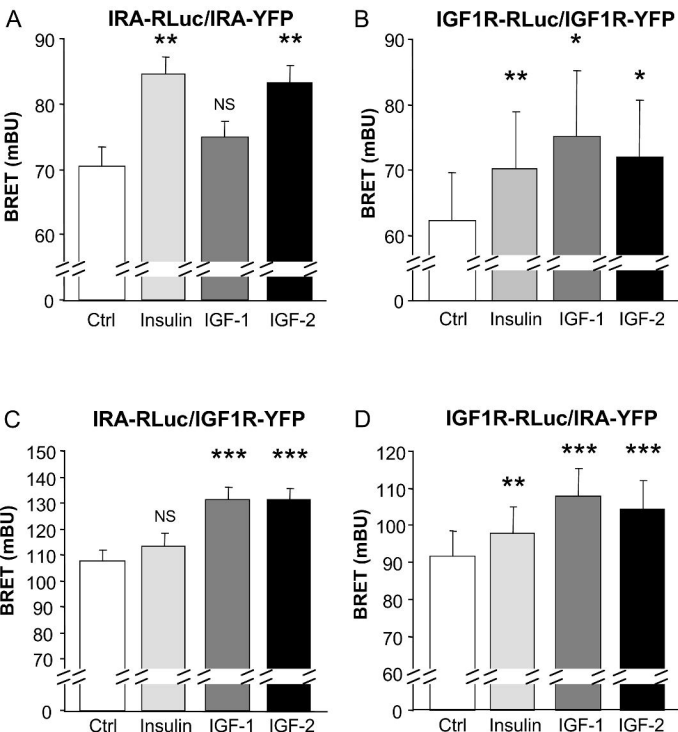 A IRA-RLuc/IRA-YFP
BRET (mBU)
90
80
70
60
0
** NS **
Ctrl Insulin IGF-1 IGF-2
B IGF1R-RLuc/IGF1R-YFP
BRET (mBU)
90
80
70
60
0
** * *
Ctrl Insulin IGF-1 IGF-2
C IRA-RLuc/IGF1R-YFP
BRET (mBU)
150
140
130
120
110
100
90
80
70
0
NS *** ***
Ctrl Insulin IGF-1 IGF-2
D IGF1R-RLuc/IRA-YFP
BRET (mBU)
120
110
100
90
80
70
60
0
** *** ***
Ctrl Insulin IGF-1 IGF-2